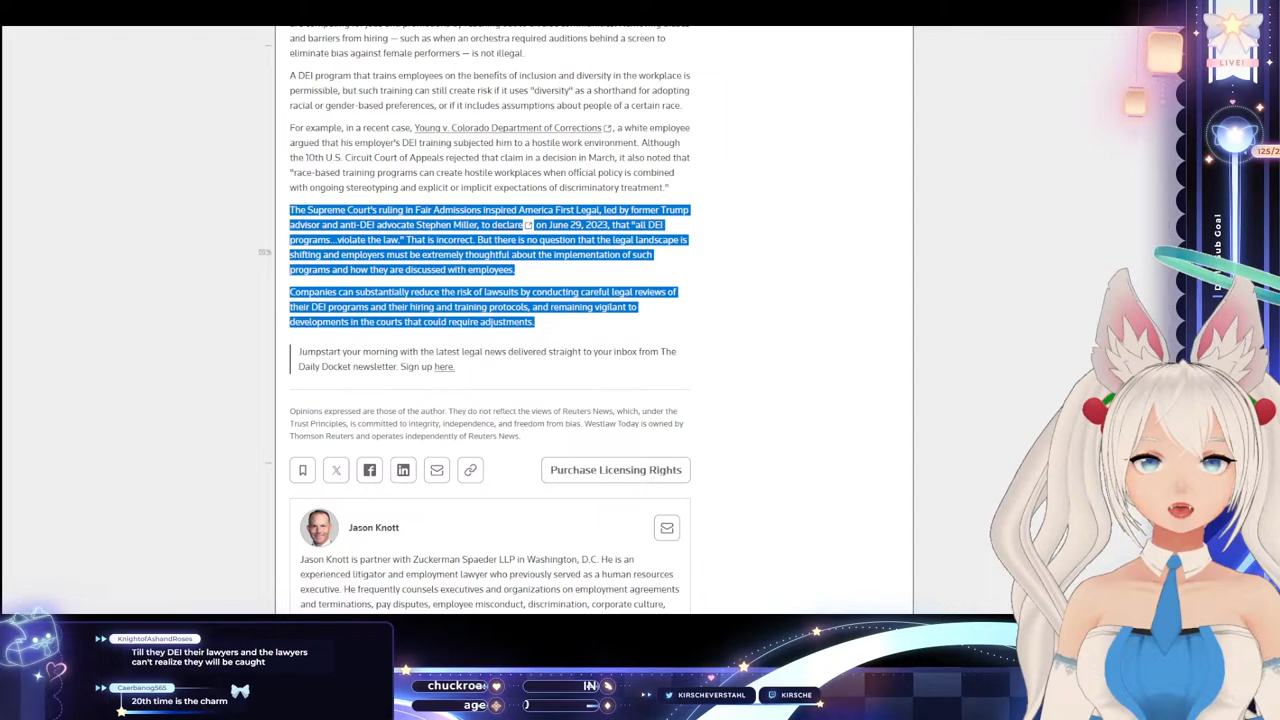 and barriers from hiring — such as when an orchestra required auditions behind a screen to
eliminate bias against female performers — is not illegal.
A DEI program that trains employees on the benefits of inclusion and diversity in the workplace is
permissible, but such training can still create risk if it uses "diversity" as a shorthand for adopting
racial or gender-based preferences, or if it includes assumptions about people of a certain race.
For example, in a recent case, Young v. Colorado Department of Corrections, a white employee
argued that his employer's DEI training subjected him to a hostile work environment. Although
the 10th U.S. Circuit Court of Appeals rejected that claim in a decision in March, it also noted that
"race-based training programs can create hostile workplaces when official policy is combined
with ongoing stereotyping and explicit or implicit expectations of discriminatory treatment."
The Supreme Court's ruling in Fair Admissions inspired America First Legal, led by former Trump
advisor and anti-DEI advocate Stephen Miller, to declare on June 29, 2023, that "all DEI
programs...violate the law." That is incorrect. But there is no question that the legal landscape is
shifting and employers must be extremely thoughtful about the implementation of such
programs and how they are discussed with employees.
Companies can substantially reduce the risk of lawsuits by conducting careful legal reviews of
their DEI programs and their hiring and training protocols, and remaining vigilant to
developments in the courts that could require adjustments.
Jumpstart your morning with the latest legal news delivered straight to your inbox from The
Daily Docket newsletter. Sign up here.
Opinions expressed are those of the author. They do not reflect the views of Reuters News, which, under the
Trust Principles, is committed to integrity, independence, and freedom from bias. Westlaw Today is owned by
Thomson Reuters and operates independently of Reuters News.
Purchase Licensing Rights
Jason Knott
Jason Knott is partner with Zuckerman Spaeder LLP in Washington, D.C. He is an
experienced litigator and employment lawyer who previously served as a human resources
executive. He frequently counsels executives and organizations on employment agreements
and terminations, pay disputes, employee misconduct, discrimination, corporate culture,
LIVE!
125/2
ub Goal
KnightofAshandRoses
Till they DEI their lawyers and the lawyers
can't realize they will be caught
Caerbanog565
20th time is the charm
chuckroa
age
KIRSCHEVERSTAHL
KIRSCHE